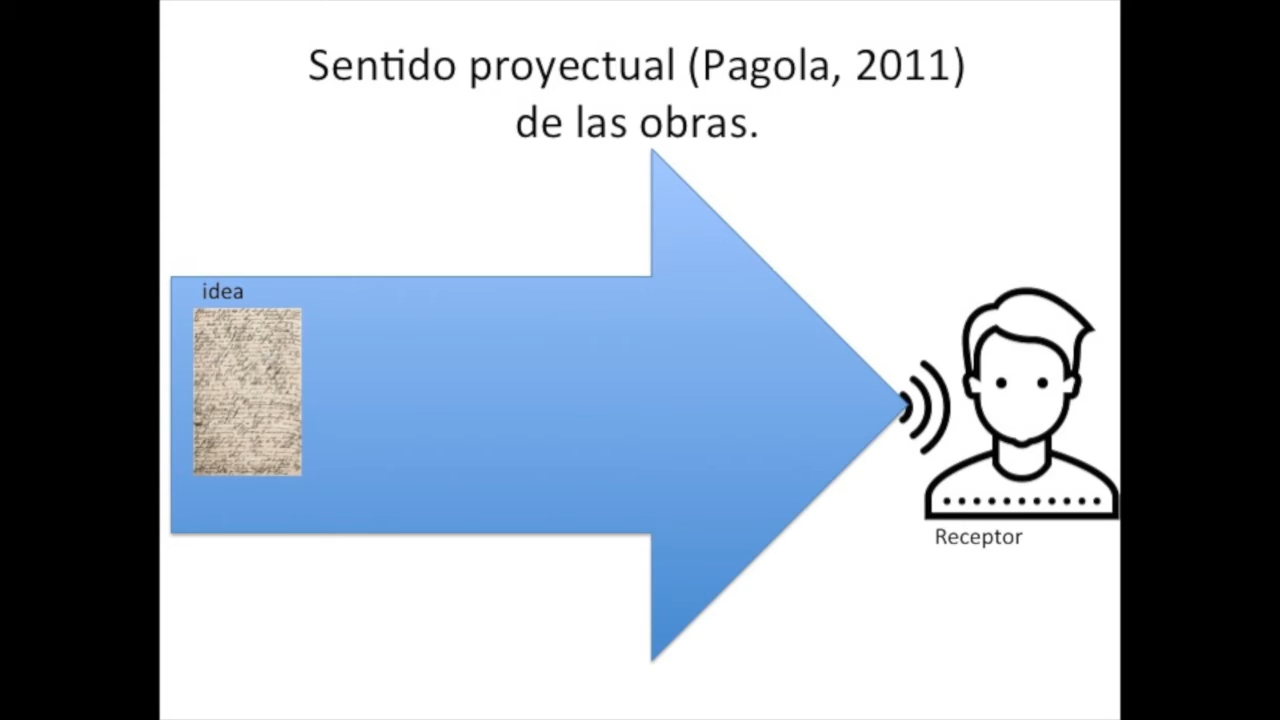 Sentido proyectual (Pagola, 2011)
de las obras.
idea
Receptor